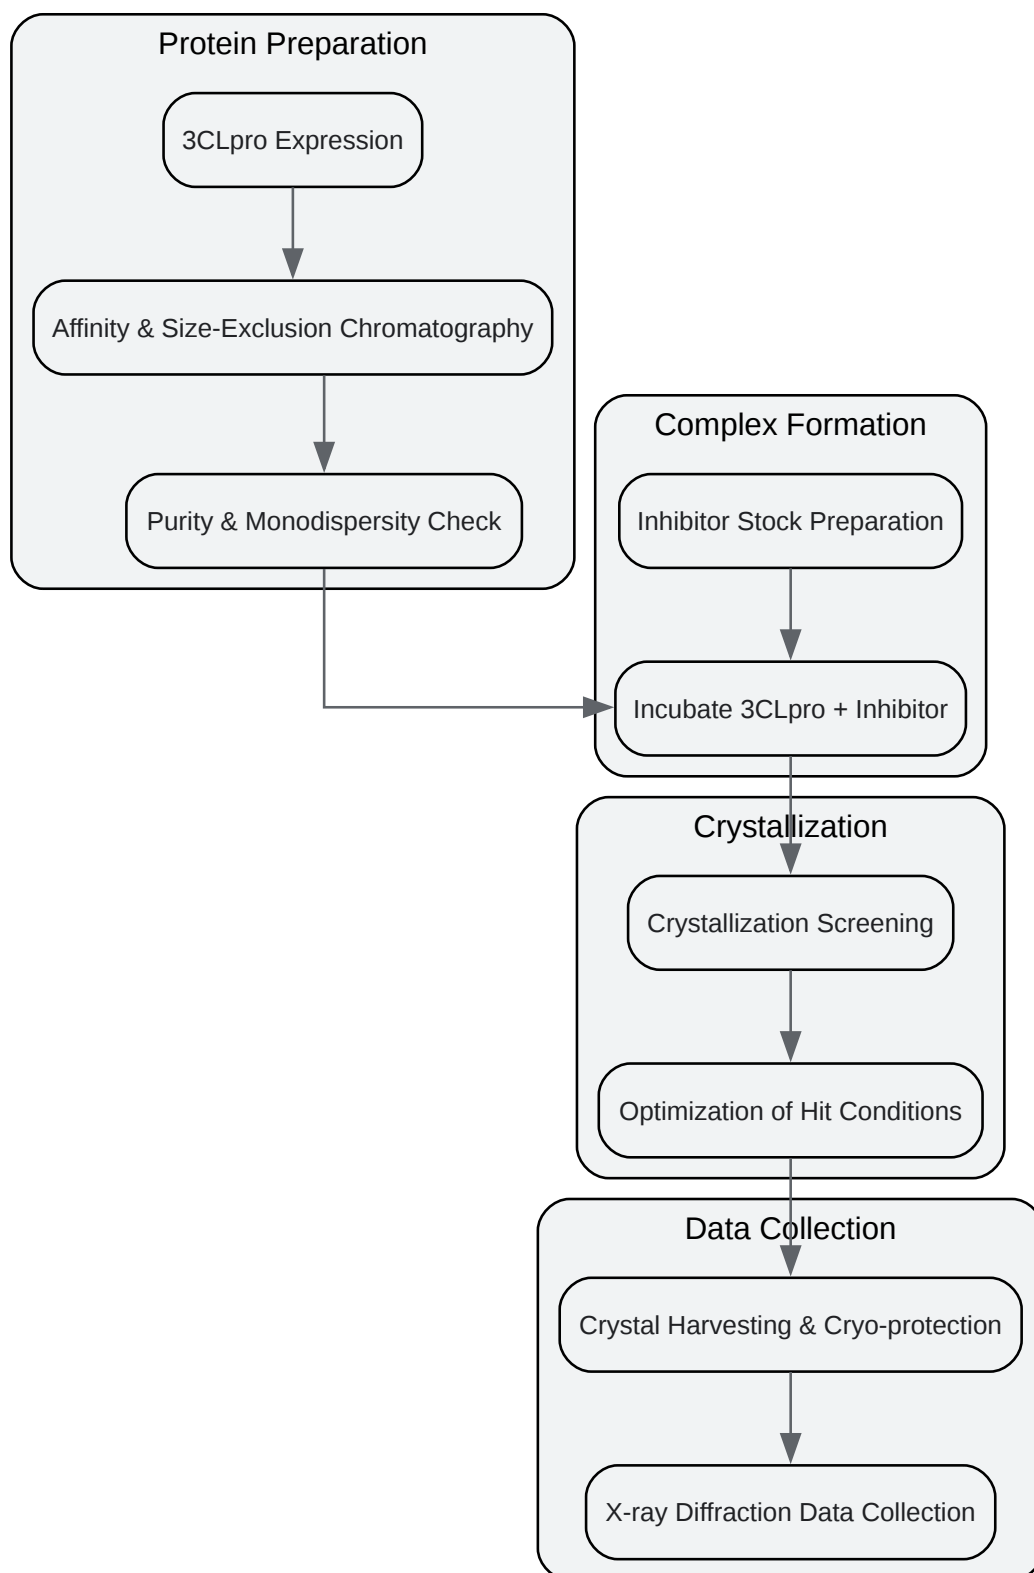 Protein Preparation
3CLpro Expression
Affinity & Size-Exclusion Chromatography
Purity & Monodispersity Check
Complex Formation
Inhibitor Stock Preparation
Incubate 3CLpro + Inhibitor
Crystallization
Crystallization Screening
Optimization of Hit Conditions
Data Collection
Crystal Harvesting & Cryo-protection
X-ray Diffraction Data Collection